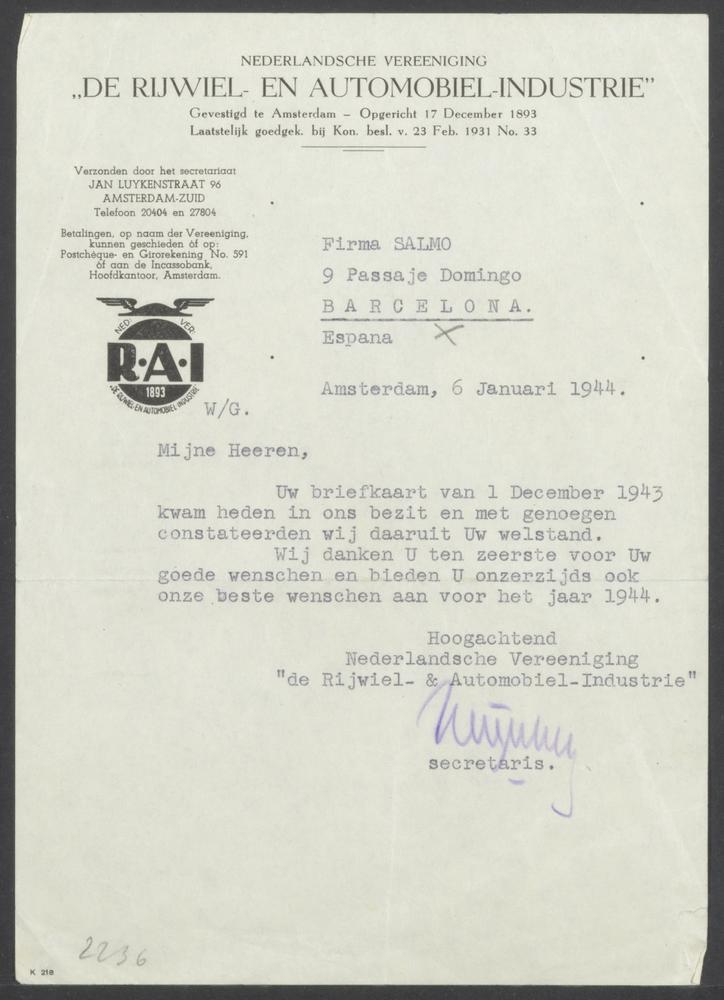 NEDERLANDSCHE VEREENIGING
„DE RIJWIEL- EN AUTOMOBIEL-INDUSTRIE”
Gevestigd te Amsterdam – Opgericht 17 December 1893
Laatstelijk goedgek. bij Kon. besl. v. 23 Feb. 1931 No. 33
Verzonden door het secretariaat
JAN LUYKENSTRAAT 96
AMSTERDAM-ZUID
Telefoon 20404 en 27804
Betalingen, op naam der Vereeniging,
kunnen geschieden óf op:
Postchèque- en Girorekening No. 591
óf aan de Incassobank,
Hoofdkantoor, Amsterdam.
NED. VER.
R·A·I
1893
"DE RIJWIEL-EN AUTOMOBIEL-INDUSTRIE
W/G.
Firma SALMO
9 Passaje Domingo
B A R C E L O N A.
Espana
Amsterdam, 6 Januari 1944.
Mijne Heeren,
Uw briefkaart van 1 December 1943
kwam heden in ons bezit en met genoegen
constateerden wij daaruit Uw welstand.
Wij danken U ten zeerste voor Uw
goede wenschen en bieden U onzerzijds ook
onze beste wenschen aan voor het jaar 1944.
Hoogachtend
Nederlandsche Vereeniging
"de Rijwiel- & Automobiel-Industrie"
secretaris.
2236
K 218